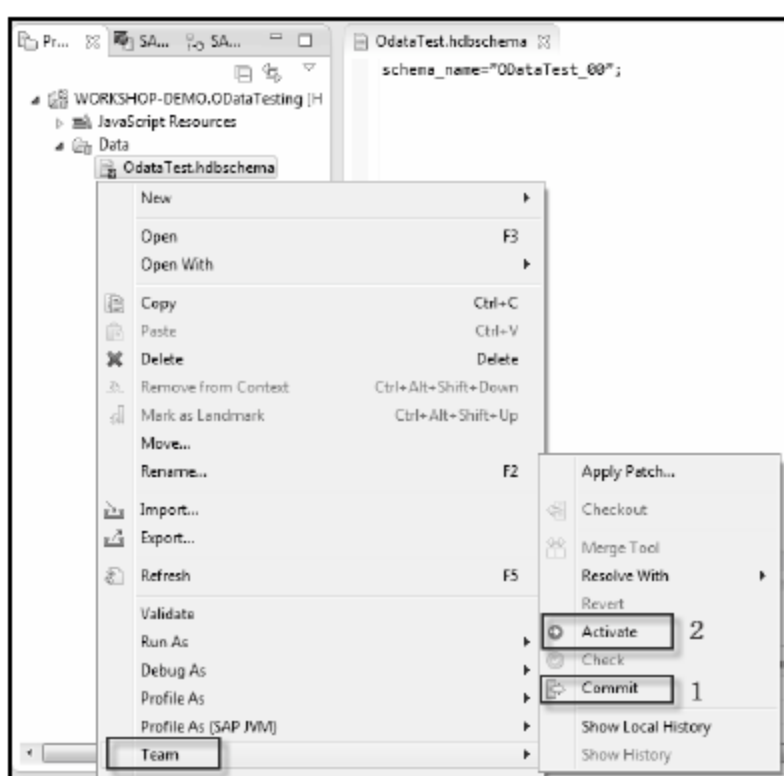 Pr... SA... SA...
OdataTest.hdbschema
schema_name="ODataTest_00";
WORKSHOP-DEMO.ODataTesting [H
JavaScript Resources
Data
OdataTest.hdbschema
New
Open F3
Open With
Copy Ctrl+C
Paste Ctrl+V
Delete Delete
Remove from Context Ctrl+Alt+Shift+Down
Mark as Landmark Ctrl+Alt+Shift+Up
Move...
Rename... F2
Import...
Export...
Refresh F5
Validate
Run As
Debug As
Profile As
Profile As (SAP JVM)
Team
Apply Patch...
Checkout
Merge Tool
Resolve With
Revert
Activate 2
Check
Commit 1
Show Local History
Show History